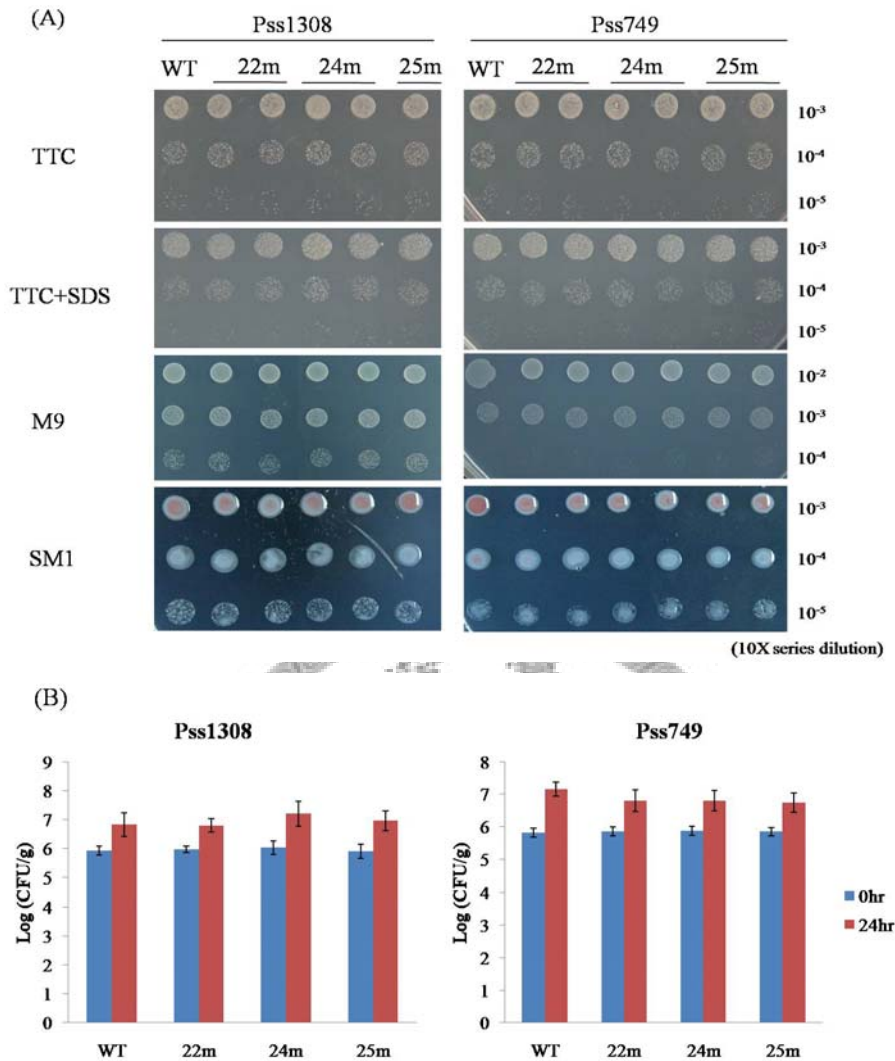 (A)
Pss1308
Pss749
WT 22m 24m 25m
WT 22m 24m 25m
TTC
10-3
10-4
10-5
TTC+SDS
10-3
10-4
10-5
M9
10-2
10-3
10-4
SM1
10-3
10-4
10-5
(10X series dilution)
(B)
Pss1308
Log (CFU/g)
9
8
7
6
5
4
3
2
1
0
WT 22m 24m 25m
Pss749
Log (CFU/g)
8
7
6
5
4
3
2
1
0
WT 22m 24m 25m
0hr
24hr